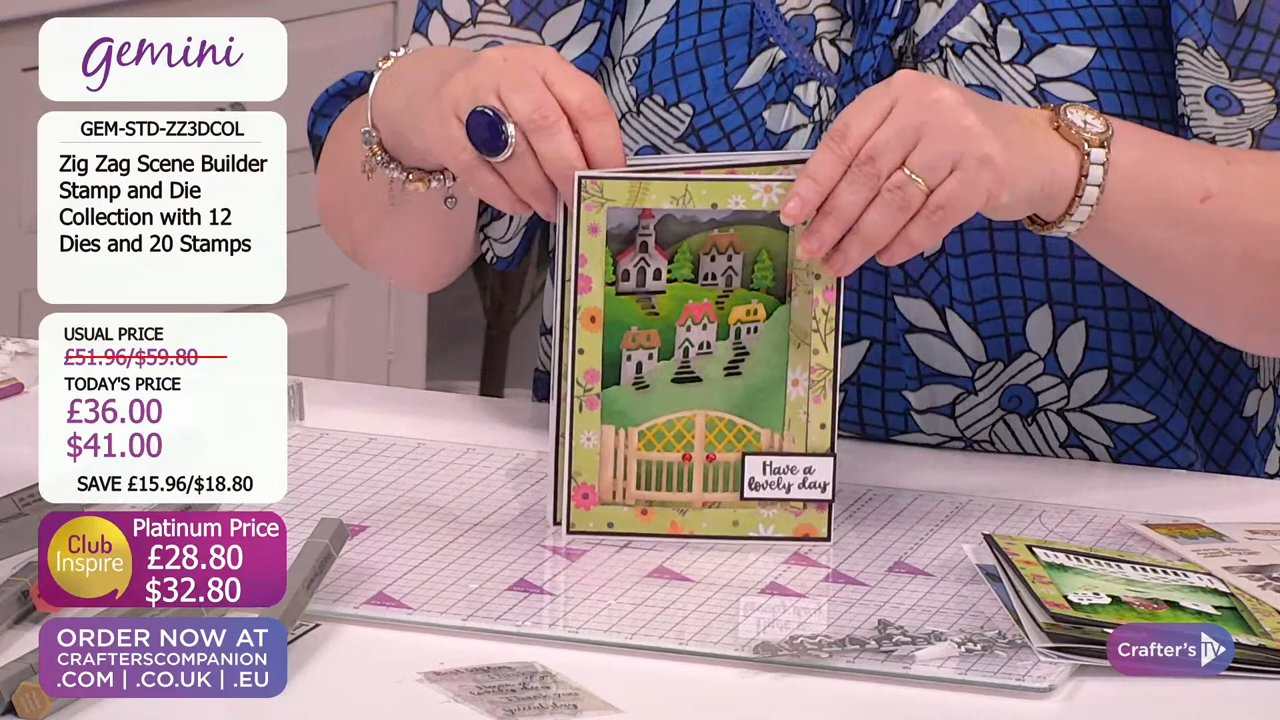 gemini
GEM-STD-ZZ3DCOL
Zig Zag Scene Builder
Stamp and Die
Collection with 12
Dies and 20 Stamps
USUAL PRICE
£51.96/$59.80
TODAY'S PRICE
£36.00
$41.00
SAVE £15.96/$18.80
Club
Inspire
Platinum Price
£28.80
$32.80
ORDER NOW AT
CRAFTERSCOMPANION
.COM | .CO.UK | .EU
Have a
lovely day
Crafter's TV